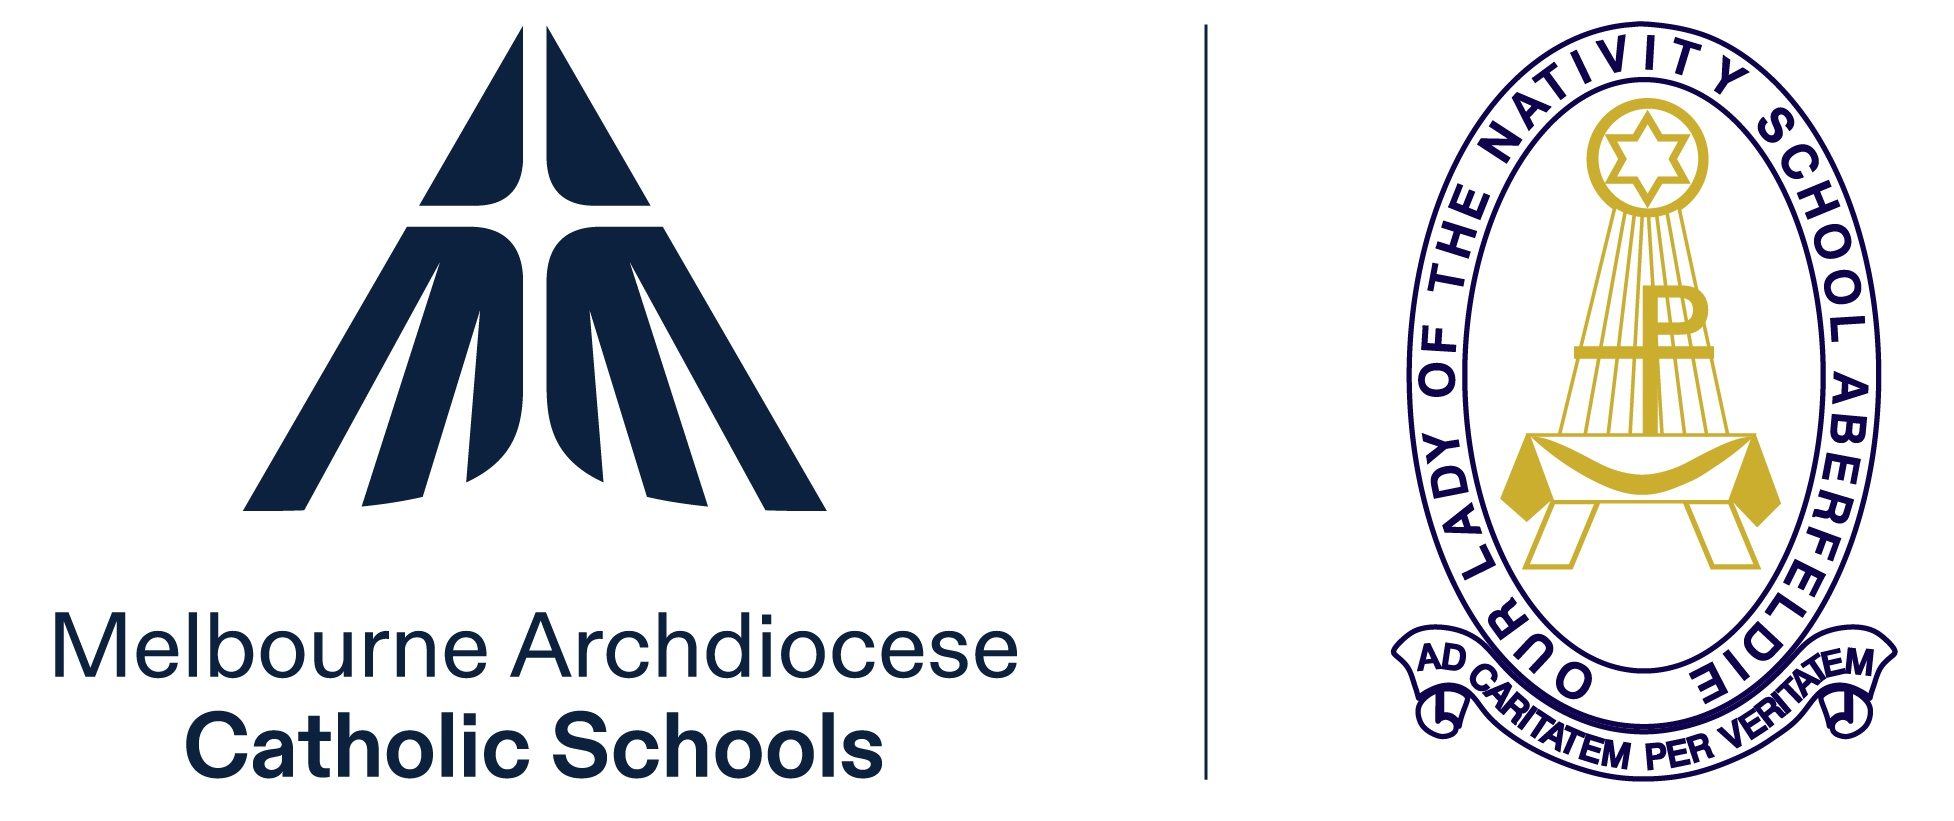 Melbourne Archdiocese
Catholic Schools
OUR LADY OF THE NATIVITY SCHOOL ABERFELDIE
AD CARITATEM PER VERITATEM